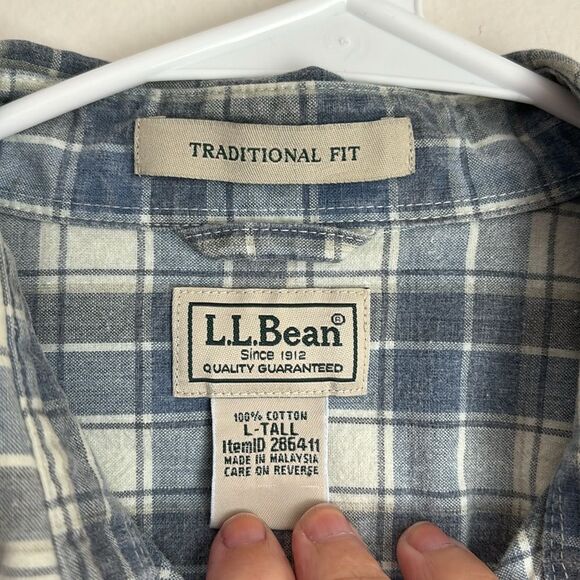 TRADITIONAL FIT
L.L.Bean®
Since 1912
QUALITY GUARANTEED
100% COTTON
L-TALL
ItemID 286411
MADE IN MALAYSIA
CARE ON REVERSE